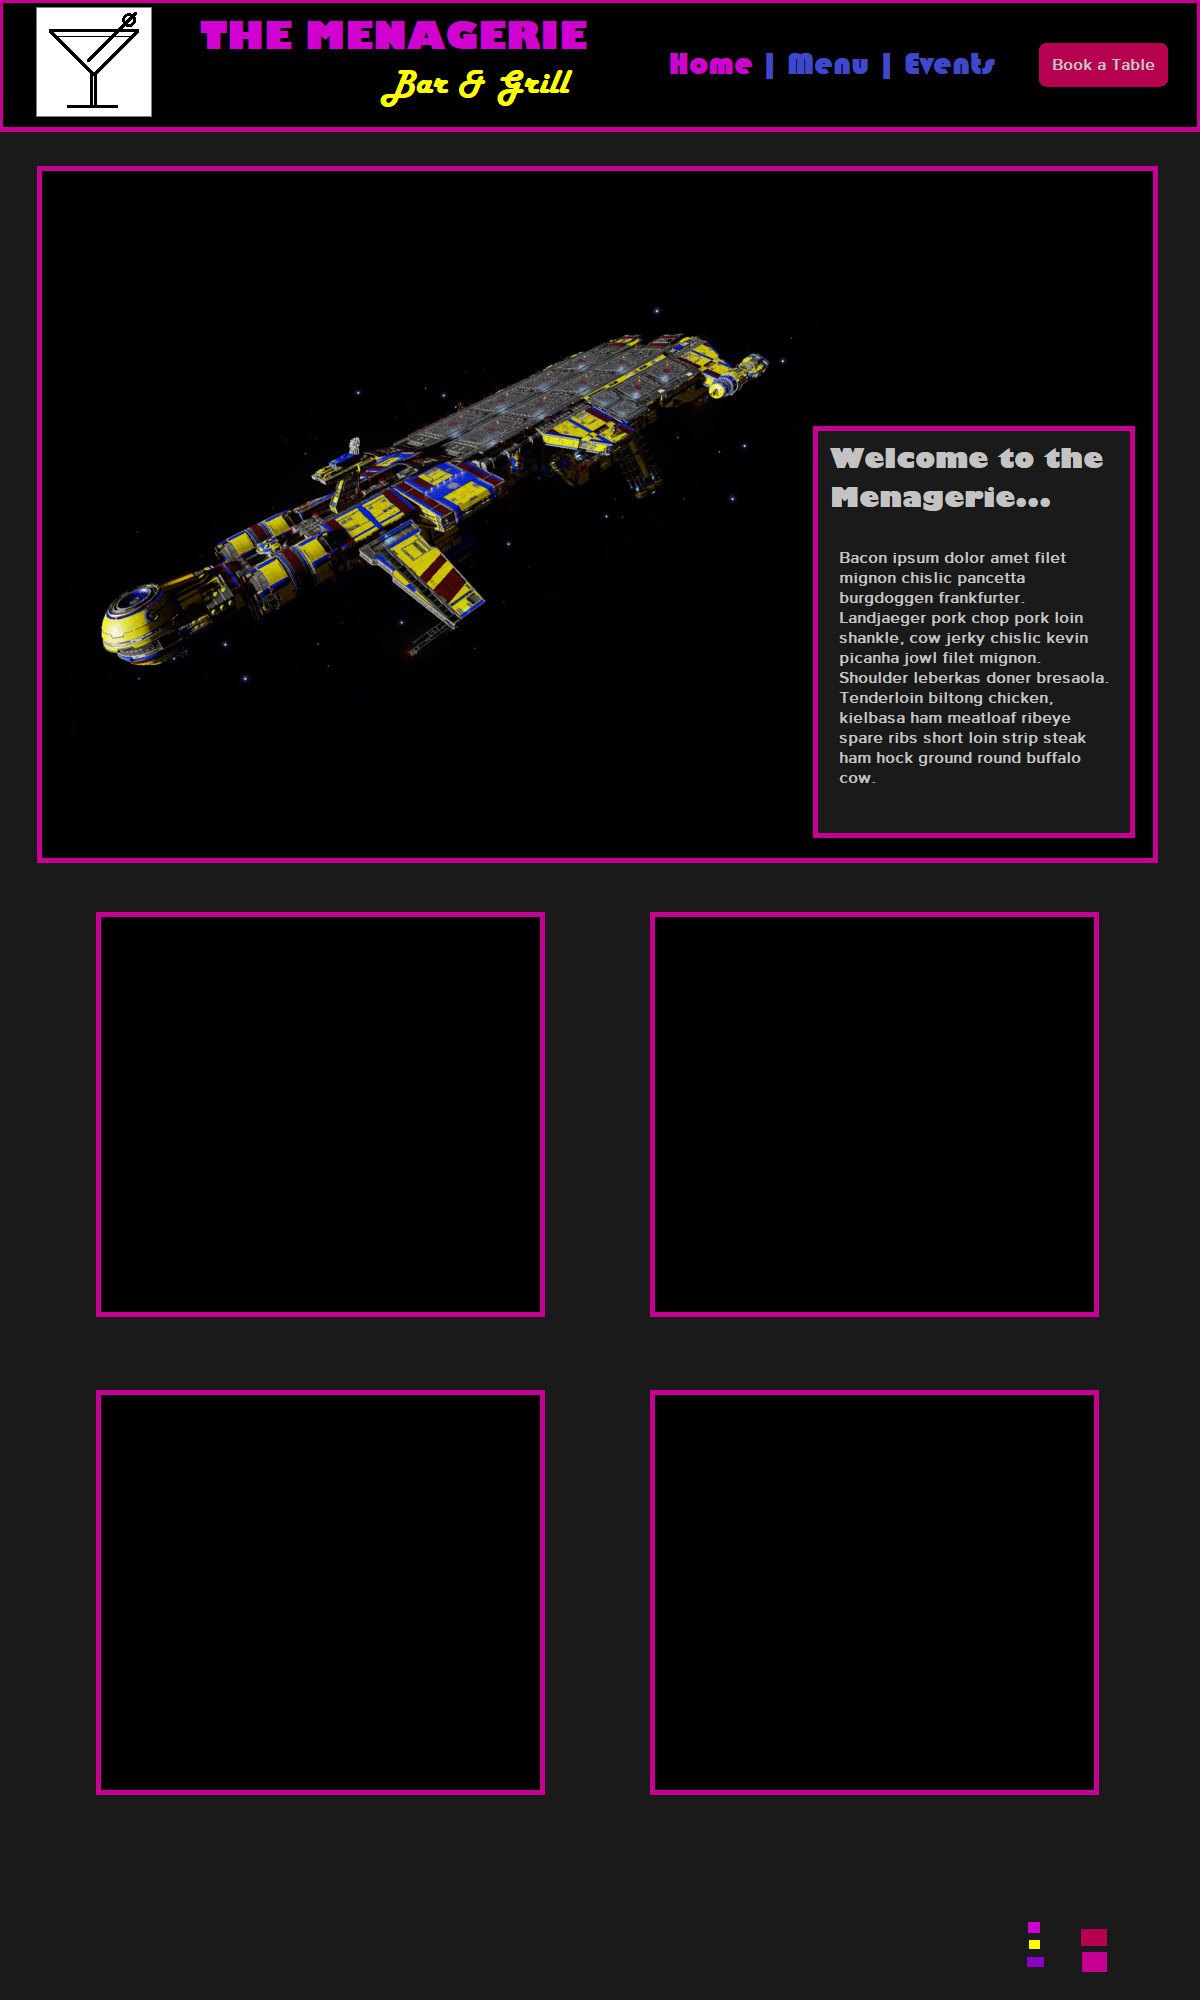 THE MENAGERIE
Bar & Grill
Home | Menu | Events
Book a Table
Welcome to the
Menagerie...
Bacon ipsum dolor amet filet
mignon chislic pancetta
burgdoggen frankfurter.
Landjaeger pork chop pork loin
shankle, cow jerky chislic kevin
picanha jowl filet mignon.
Shoulder leberkas doner bresaola.
Tenderloin biltong chicken,
kielbasa ham meatloaf ribeye
spare ribs short loin strip steak
ham hock ground round buffalo
cow.